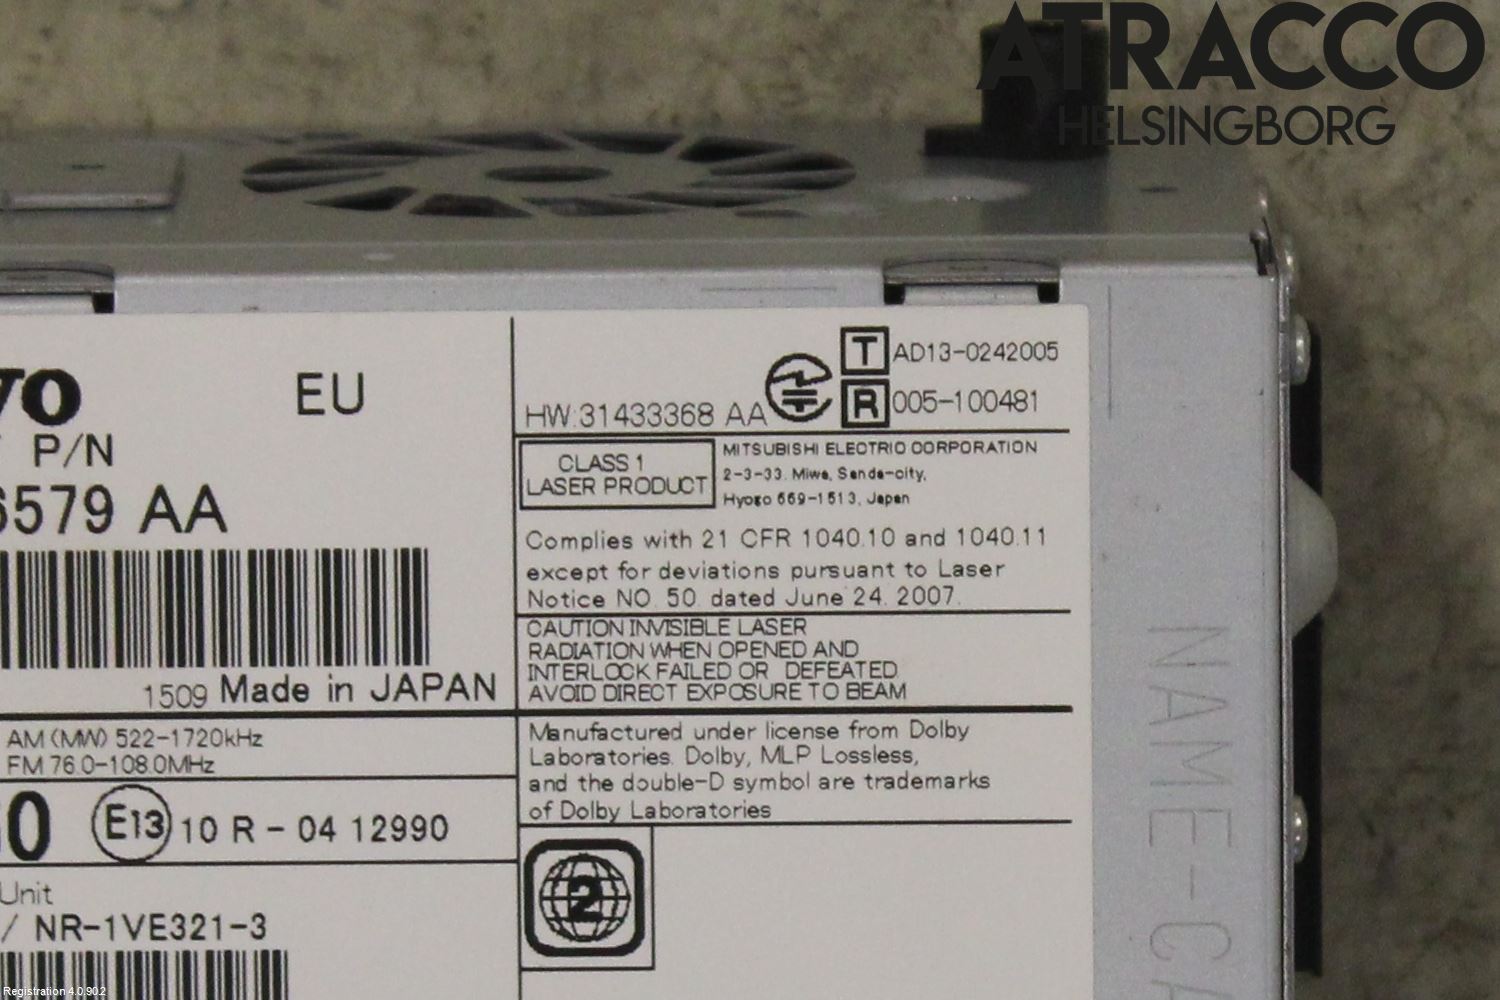 ATRACCO
HELSINGBORG
EU
P/N
6579 AA
1509 Made in JAPAN
AM(MW) 522-1720kHz
FM 76.0-108.0MHz
E13 10 R - 04 12990
Unit
/ NR-1VE321-3
HW:31433368 AA
T AD13-0242005
R 005-100481
CLASS 1
LASER PRODUCT
MITSUBISHI ELECTRIC CORPORATION
2-3-33. Miwa, Sanda-city,
Hyogo 669-1513, Japan
Complies with 21 CFR 1040.10 and 1040.11
except for deviations pursuant to Laser
Notice NO. 50. dated June 24. 2007.
CAUTION INVISIBLE LASER
RADIATION WHEN OPENED AND
INTERLOCK FAILED OR DEFEATED.
AVOID DIRECT EXPOSURE TO BEAM
Manufactured under license from Dolby
Laboratories. Dolby, MLP Lossless,
and the double-D symbol are trademarks
of Dolby Laboratories
2
NAME-CA
Registration 4.0.90.2